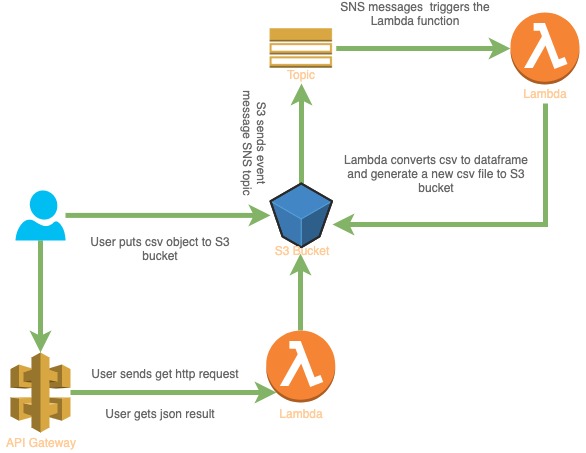 SNS messages  triggers the
Lambda function
Topic
Lambda
S3 sends event
message SNS topic
Lambda converts csv to dataframe
and generate a new csv file to S3
bucket
User puts csv object to S3
bucket
S3 Bucket
User sends get http request
User gets json result
Lambda
API Gateway